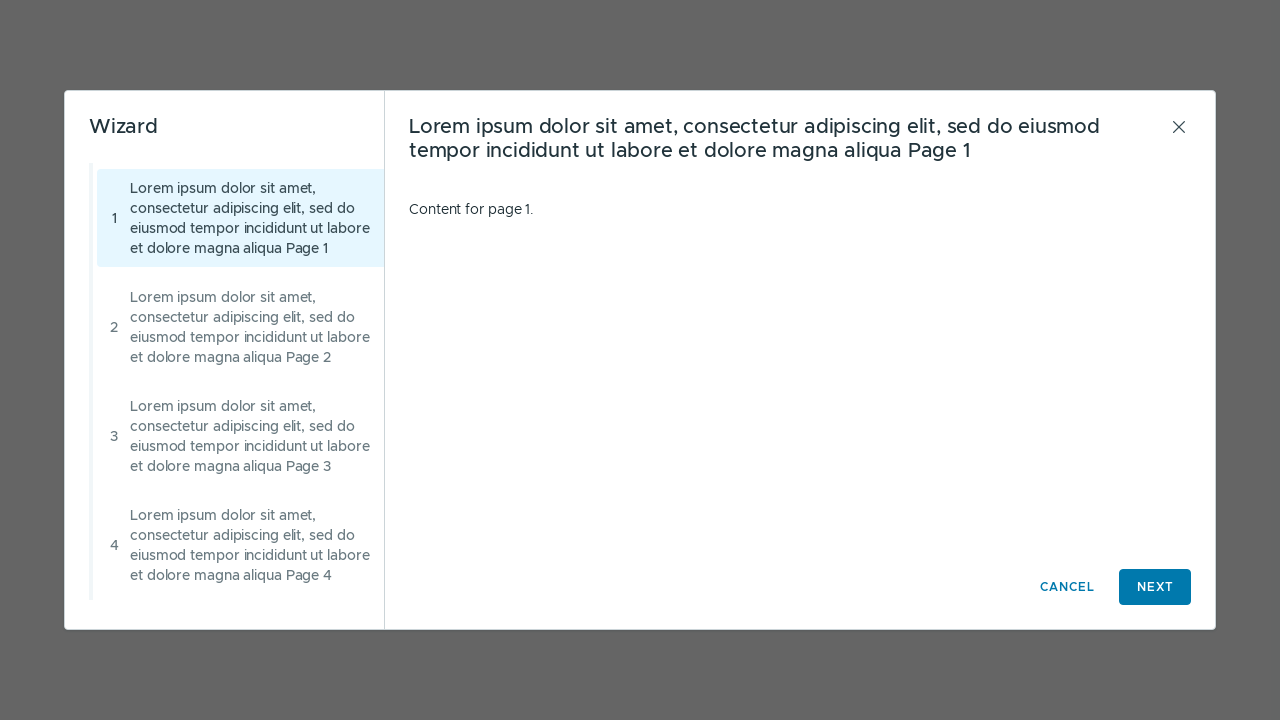 Wizard
1
Lorem ipsum dolor sit amet,
consectetur adipiscing elit, sed do
eiusmod tempor incididunt ut labore
et dolore magna aliqua Page 1
2
Lorem ipsum dolor sit amet,
consectetur adipiscing elit, sed do
eiusmod tempor incididunt ut labore
et dolore magna aliqua Page 2
3
Lorem ipsum dolor sit amet,
consectetur adipiscing elit, sed do
eiusmod tempor incididunt ut labore
et dolore magna aliqua Page 3
4
Lorem ipsum dolor sit amet,
consectetur adipiscing elit, sed do
eiusmod tempor incididunt ut labore
et dolore magna aliqua Page 4
Lorem ipsum dolor sit amet, consectetur adipiscing elit, sed do eiusmod
tempor incididunt ut labore et dolore magna aliqua Page 1
Content for page 1.
CANCEL
NEXT